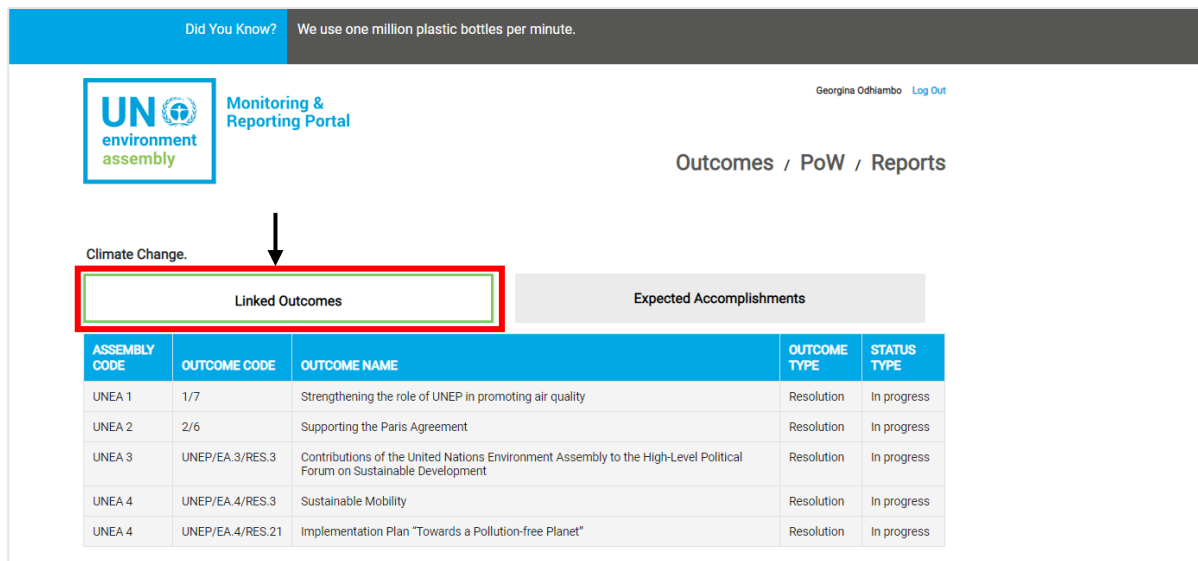 Did You Know? We use one million plastic bottles per minute.
UN
environment
assembly
Monitoring &
Reporting Portal
Georgina Odhiambo Log Out
Outcomes / PoW / Reports
Climate Change.
Linked Outcomes Expected Accomplishments
ASSEMBLY CODE OUTCOME CODE OUTCOME NAME OUTCOME TYPE STATUS TYPE
UNEA 1 1/7 Strengthening the role of UNEP in promoting air quality Resolution In progress
UNEA 2 2/6 Supporting the Paris Agreement Resolution In progress
UNEA 3 UNEP/EA.3/RES.3 Contributions of the United Nations Environment Assembly to the High-Level Political Resolution In progress
Forum on Sustainable Development
UNEA 4 UNEP/EA.4/RES.3 Sustainable Mobility Resolution In progress
UNEA 4 UNEP/EA.4/RES.21 Implementation Plan “Towards a Pollution-free Planet” Resolution In progress